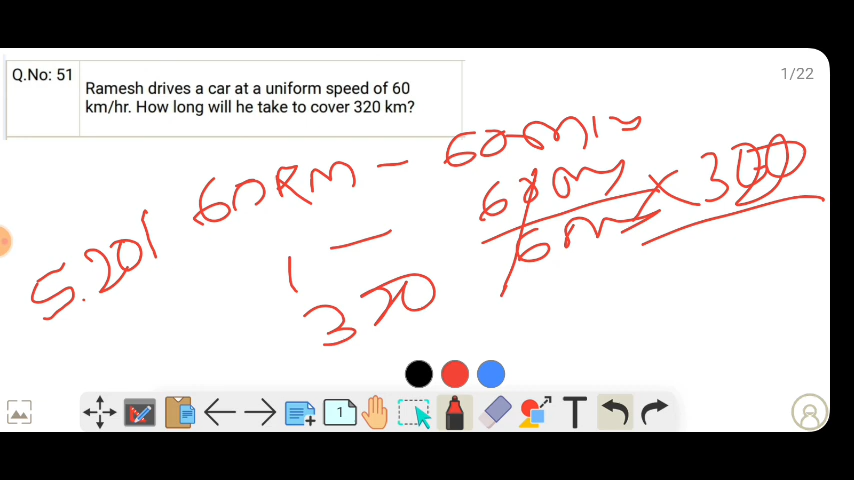 Q.No: 51
Ramesh drives a car at a uniform speed of 60
km/hr. How long will he take to cover 320 km?
1/22
60KM - 60min
1 -
320
5.20
1
T